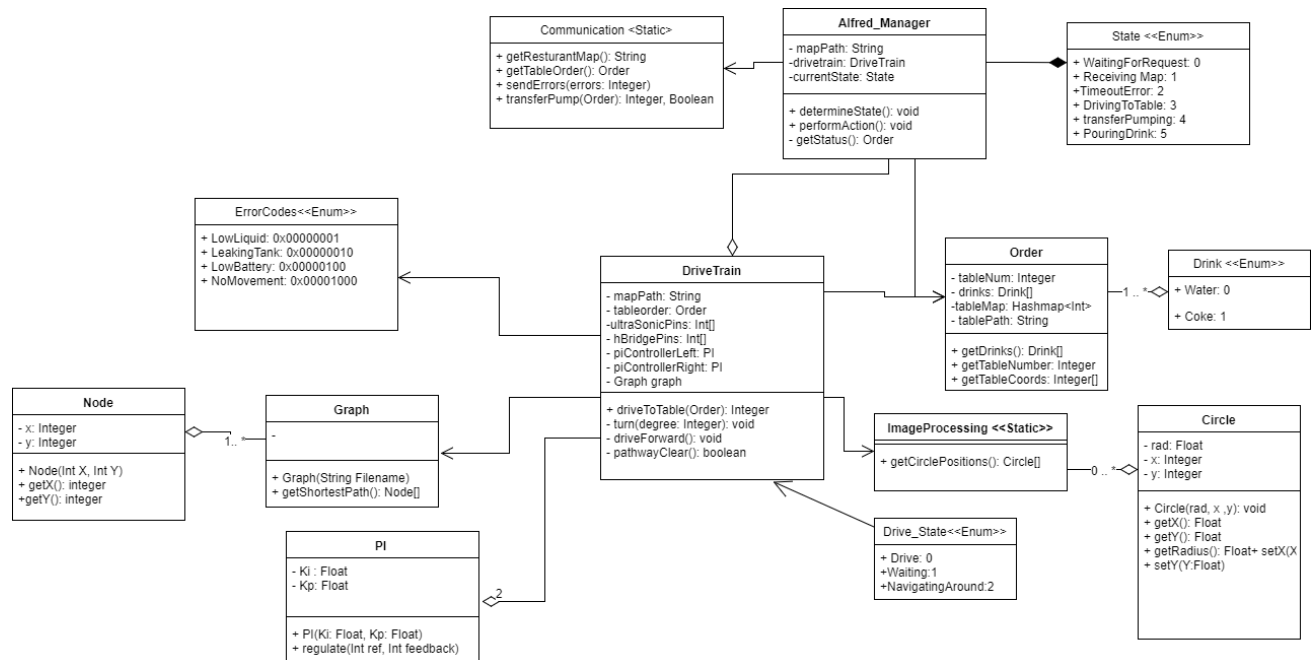 Communication <Static>
+ getResturantMap(): String
+ getTableOrder(): Order
+ sendErrors(errors: Integer)
+ transferPump(Order): Integer, Boolean
Alfred_Manager
- mapPath: String
-drivetrain: DriveTrain
-currentState: State
+ determineState(): void
+ performAction(): void
- getStatus(): Order
State <<Enum>>
+ WaitingForRequest: 0
+ Receiving Map: 1
+TimeoutError: 2
+ DrivingToTable: 3
+ transferPumping: 4
+ PouringDrink: 5
ErrorCodes<<Enum>>
+ LowLiquid: 0x00000001
+ LeakingTank: 0x00000010
+ LowBattery: 0x00000100
+ NoMovement: 0x00001000
DriveTrain
- mapPath: String
- tableorder: Order
-ultraSonicPins: Int[]
- hBridgePins: Int[]
- piControllerLeft: PI
- piControllerRight: PI
- Graph graph
+ driveToTable(Order): Integer
- turn(degree: Integer): void
- driveForward(): void
- pathwayClear(): boolean
Order
- tableNum: Integer
- drinks: Drink[]
-tableMap: Hashmap<Int>
- tablePath: String
+ getDrinks(): Drink[]
+ getTableNumber: Integer
+ getTableCoords: Integer[]
1.. *
Drink <<Enum>>
+ Water: 0
+ Coke: 1
Node
- x: Integer
- y: Integer
+ Node(Int X, Int Y)
+ getX(): integer
+getY(): integer
1.. *
Graph
-
+ Graph(String Filename)
+ getShortestPath(): Node[]
ImageProcessing <<Static>>
+ getCirclePositions(): Circle[]
0 .. *
Circle
- rad: Float
- x: Integer
- y: Integer
+ Circle(rad, x ,y): void
+ getX(): Float
+ getY(): Float
+ getRadius(): Float+ setX(X
+ setY(Y:Float)
Drive_State<<Enum>>
+ Drive: 0
+Waiting:1
+NavigatingAround:2
PI
- Ki : Float
- Kp: Float
+ PI(Ki: Float, Kp: Float)
+ regulate(Int ref, Int feedback)
2